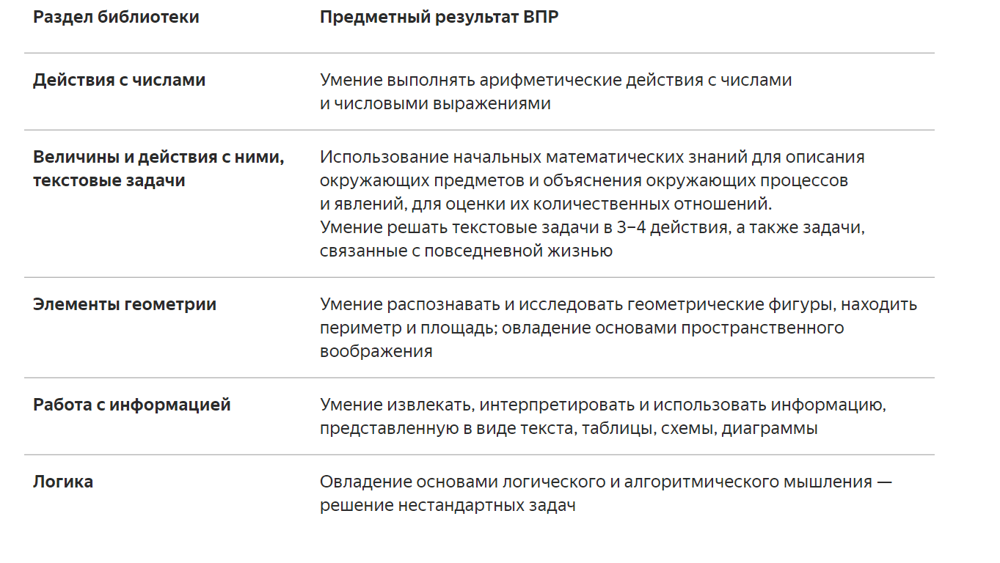 Раздел библиотеки
Предметный результат ВПР
Действия с числами
Умение выполнять арифметические действия с числами
и числовыми выражениями
Величины и действия с ними,
текстовые задачи
Использование начальных математических знаний для описания
окружающих предметов и объяснения окружающих процессов
и явлений, для оценки их количественных отношений.
Умение решать текстовые задачи в 3–4 действия, а также задачи,
связанные с повседневной жизнью
Элементы геометрии
Умение распознавать и исследовать геометрические фигуры, находить
периметр и площадь; овладение основами пространственного
воображения
Работа с информацией
Умение извлекать, интерпретировать и использовать информацию,
представленную в виде текста, таблицы, схемы, диаграммы
Логика
Овладение основами логического и алгоритмического мышления —
решение нестандартных задач